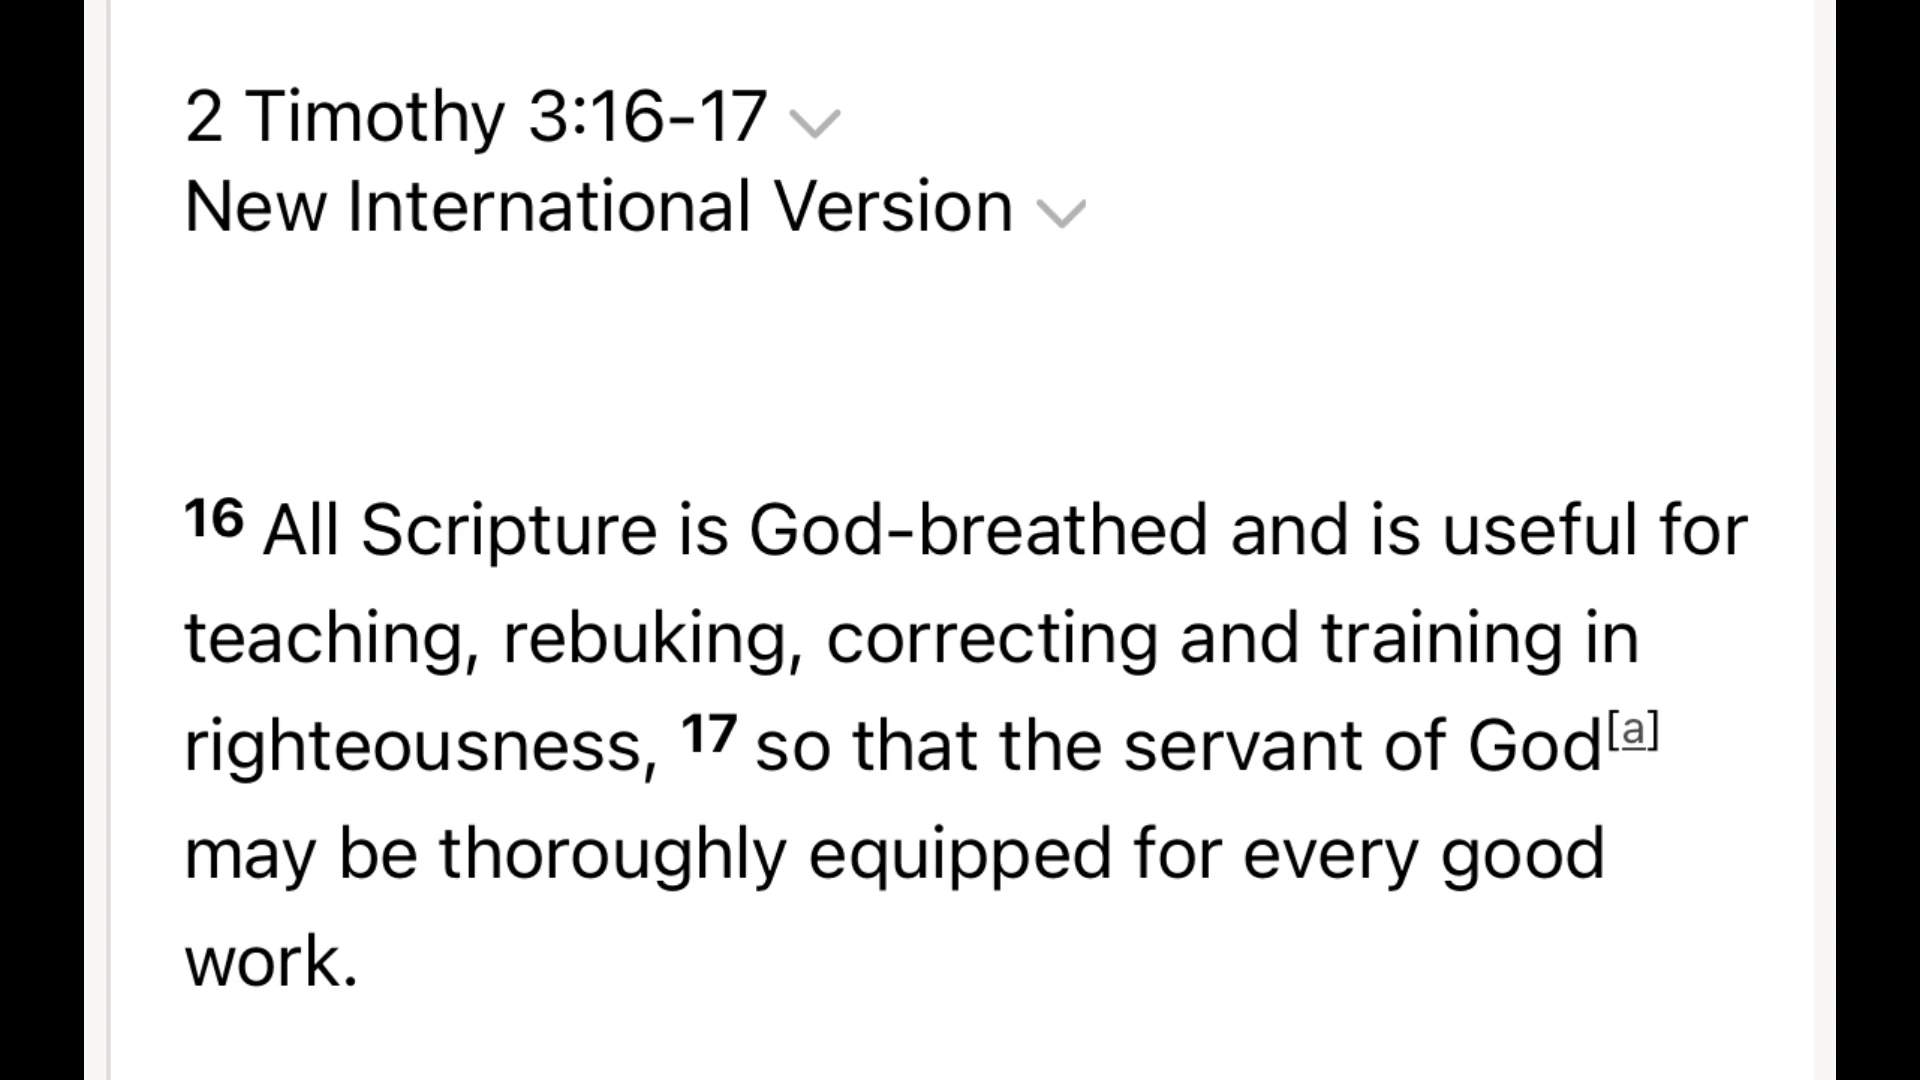 2 Timothy 3:16-17
New International Version
16 All Scripture is God-breathed and is useful for
teaching, rebuking, correcting and training in
righteousness, 17 so that the servant of God[a]
may be thoroughly equipped for every good
work.